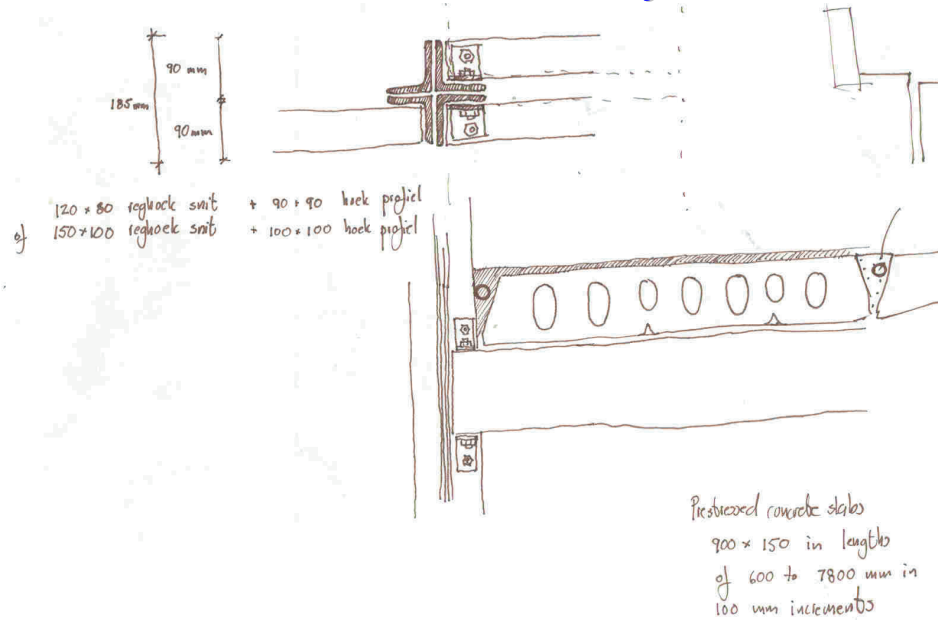 90 mm
185 mm
90 mm
120 × 80 reghoek snit + 90 × 90 hoek profiel
of 150 × 100 reghoek snit + 100 × 100 hoek profiel
Prestressed concrete slabs
900 × 150 in lengths
of 600 to 7800 mm in
100 mm increments